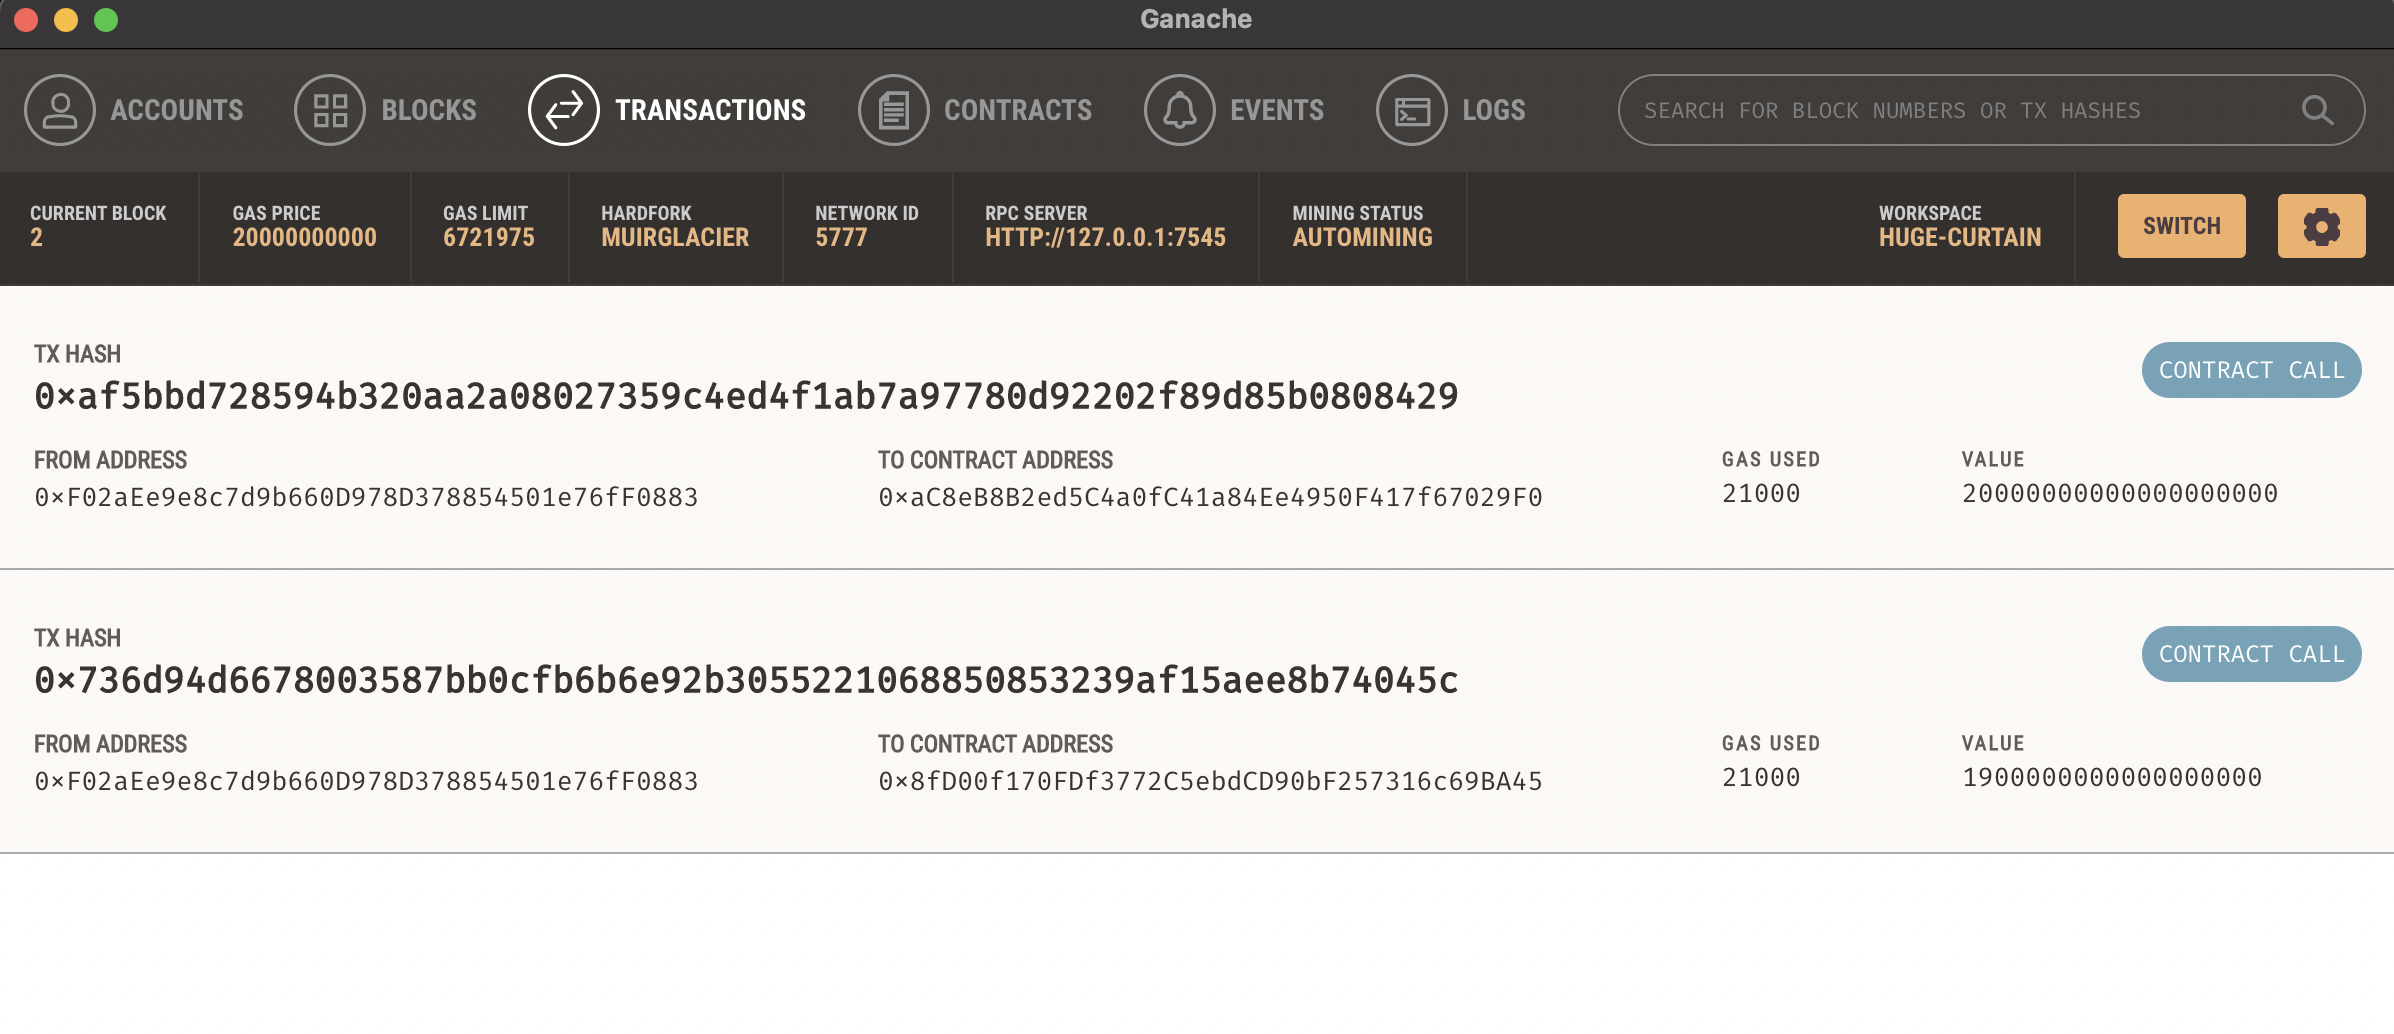 Ganache
ACCOUNTS BLOCKS TRANSACTIONS CONTRACTS EVENTS LOGS SEARCH FOR BLOCK NUMBERS OR TX HASHES
CURRENT BLOCK GAS PRICE GAS LIMIT HARDFORK NETWORK ID RPC SERVER MINING STATUS WORKSPACE
2 20000000000 6721975 MUIRGLACIER 5777 HTTP://127.0.0.1:7545 AUTOMINING HUGE-CURTAIN SWITCH
TX HASH
0×af5bbd728594b320aa2a08027359c4ed4f1ab7a97780d92202f89d85b0808429 CONTRACT CALL
FROM ADDRESS TO CONTRACT ADDRESS GAS USED VALUE
0×F02aEe9e8c7d9b660D978D378854501e76fF0883 0×aC8eB8B2ed5C4a0fC41a84Ee4950F417f67029F0 21000 20000000000000000000
TX HASH
0×736d94d6678003587bb0cfb6b6e92b3055221068850853239af15aee8b74045c CONTRACT CALL
FROM ADDRESS TO CONTRACT ADDRESS GAS USED VALUE
0×F02aEe9e8c7d9b660D978D378854501e76fF0883 0×8fD00f170FDf3772C5ebdCD90bF257316c69BA45 21000 1900000000000000000